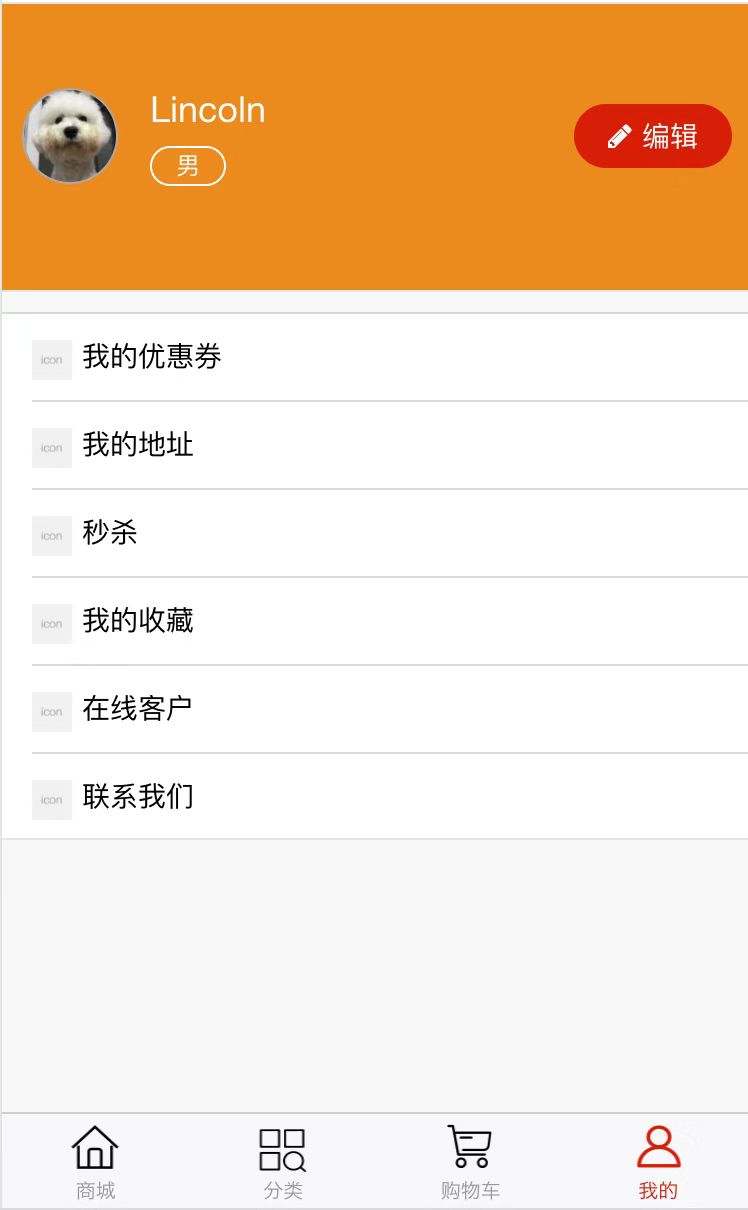 Lincoln
男
编辑
icon 我的优惠券
icon 我的地址
icon 秒杀
icon 我的收藏
icon 在线客户
icon 联系我们
商城 分类 购物车 我的